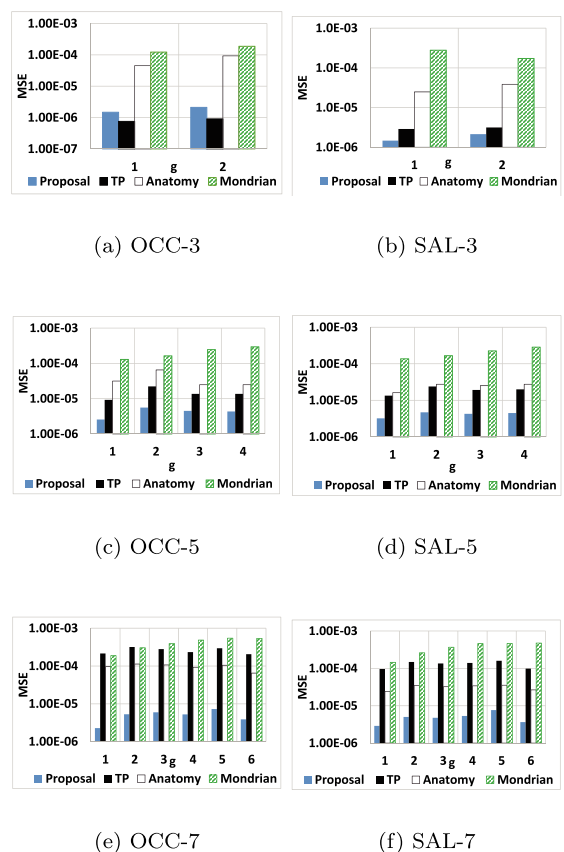 1.00E-03
1.00E-04
1.00E-05
1.00E-06
1.00E-07
MSE
1 g 2
Proposal TP Anatomy Mondrian
(a) OCC-3
1.00E-03
1.00E-04
1.00E-05
1.00E-06
MSE
1 g 2
Proposal TP Anatomy Mondrian
(b) SAL-3
1.00E-03
1.00E-04
1.00E-05
1.00E-06
MSE
1 2 3 4
g
Proposal TP Anatomy Mondrian
(c) OCC-5
1.00E-03
1.00E-04
1.00E-05
1.00E-06
MSE
1 2 3 4
g
Proposal TP Anatomy Mondrian
(d) SAL-5
1.00E-03
1.00E-04
1.00E-05
1.00E-06
MSE
1 2 3 g 4 5 6
Proposal TP Anatomy Mondrian
(e) OCC-7
1.00E-03
1.00E-04
1.00E-05
1.00E-06
MSE
1 2 3 g 4 5 6
Proposal TP Anatomy Mondrian
(f) SAL-7